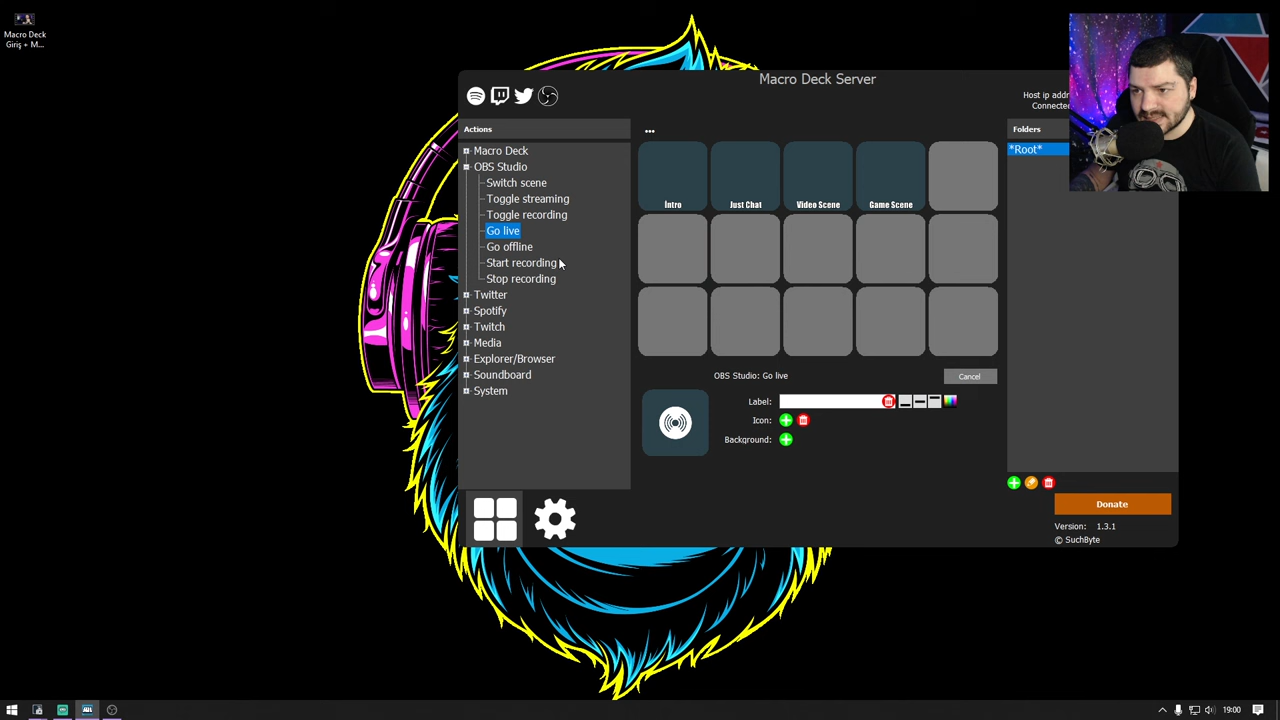 Macro Deck
Giriş + M...
Macro Deck Server
Host ip addr
Connected
Actions
...
Folders
Macro Deck
OBS Studio
Switch scene
Toggle streaming
Toggle recording
Go live
Go offline
Start recording
Stop recording
Twitter
Spotify
Twitch
Media
Explorer/Browser
Soundboard
System
Intro
Just Chat
Video Scene
Game Scene
*Root*
OBS Studio: Go live
Cancel
Label:
Icon:
Background:
Donate
Version: 1.3.1
© SuchByte
19:00